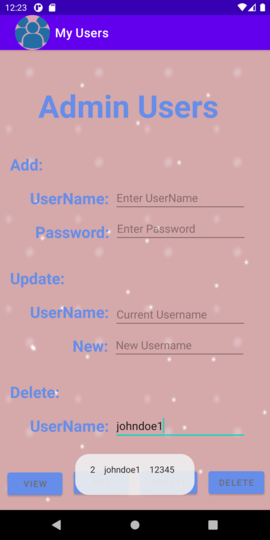 12:23
My Users
Admin Users
Add:
UserName: Enter UserName
Password: Enter Password
Update:
UserName: Current Username
New: New Username
Delete:
UserName: johndoe1
2 johndoe1 12345
VIEW
DELETE